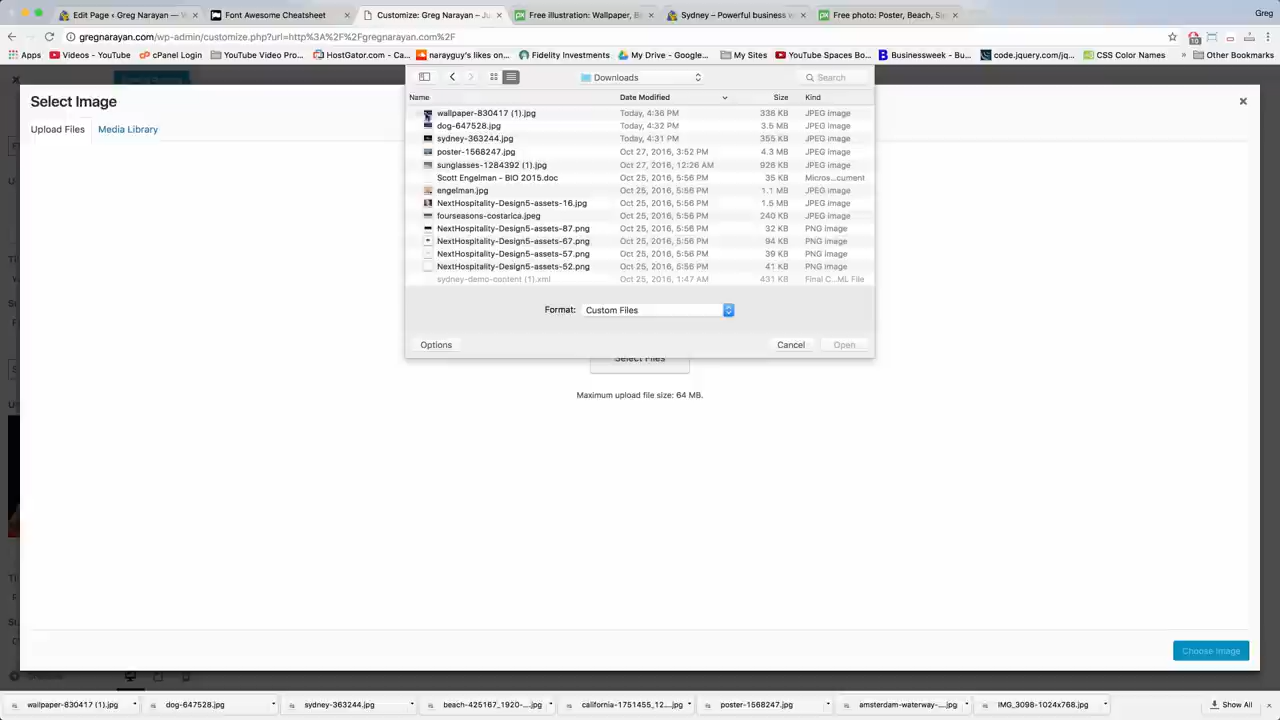 Edit Page ‹ Greg Narayan — W
Font Awesome Cheatsheet
Customize: Greg Narayan – Ju
Free illustration: Wallpaper, B
Sydney – Powerful business w
Free photo: Poster, Beach, Su
Greg
gregnarayan.com/wp-admin/customize.php?url=http%3A%2F%2Fgregnarayan.com%2F
Apps
Videos - YouTube
cPanel Login
YouTube Video Pro...
HostGator.com - Ca...
naryguy's likes on...
Fidelity Investments
My Drive - Google...
My Sites
YouTube Spaces Bo...
Businessweek - Bu...
code.jquery.com/jq...
CSS Color Names
»
Other Bookmarks
Select Image
Upload Files
Media Library
Downloads
Search
Name Date Modified Size Kind
wallpaper-830417 (1).jpg Today, 4:36 PM 336 KB JPEG image
dog-647528.jpg Today, 4:32 PM 3.5 MB JPEG image
sydney-363244.jpg Today, 4:31 PM 355 KB JPEG image
poster-1568247.jpg Oct 27, 2016, 3:52 PM 4.3 MB JPEG image
sunglasses-1284392 (1).jpg Oct 27, 2016, 12:26 AM 926 KB JPEG image
Scott Engelman - BIO 2015.doc Oct 25, 2016, 5:56 PM 35 KB Micros...cument
engelman.jpg Oct 25, 2016, 5:56 PM 1.1 MB JPEG image
NextHospitality-Design5-assets-16.jpg Oct 25, 2016, 5:56 PM 1.5 MB JPEG image
fourseasons-costarica.jpeg Oct 25, 2016, 5:56 PM 240 KB JPEG image
NextHospitality-Design5-assets-87.png Oct 25, 2016, 5:56 PM 32 KB PNG image
NextHospitality-Design5-assets-67.png Oct 25, 2016, 5:56 PM 94 KB PNG image
NextHospitality-Design5-assets-57.png Oct 25, 2016, 5:56 PM 39 KB PNG image
NextHospitality-Design5-assets-52.png Oct 25, 2016, 5:56 PM 41 KB PNG image
sydney-demo-content (1).xml Oct 25, 2016, 1:47 AM 431 KB Final C...ML File
Format: Custom Files
Options
Cancel
Open
Select Files
Maximum upload file size: 64 MB.
Choose Image
wallpaper-830417 (1).jpg
dog-647528.jpg
sydney-363244.jpg
beach-425167_1920-....jpg
california-1751455_12....jpg
poster-1568247.jpg
amsterdam-waterway-....jpg
IMG_3098-1024x768.jpg
Show All